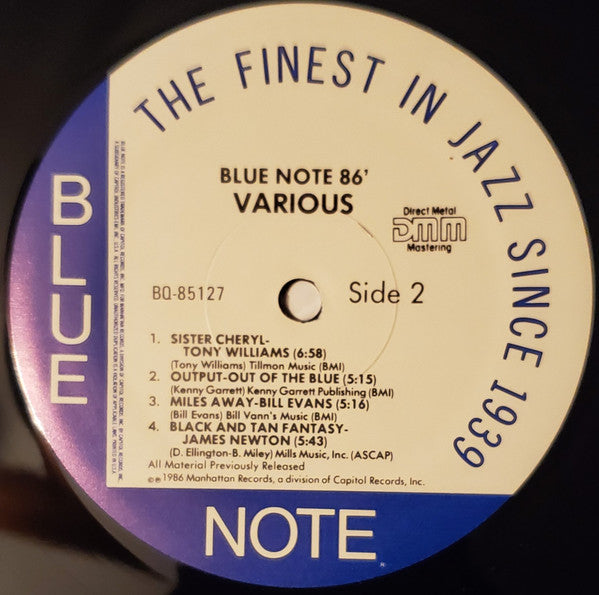 THE FINEST IN JAZZ SINCE 1939
BLUE NOTE 86'
VARIOUS
Direct Metal
DMM
Mastering
BQ-85127
Side 2
1. SISTER CHERYL-
TONY WILLIAMS (6:58)
(Tony Williams) Tillmon Music (BMI)
2. OUTPUT-OUT OF THE BLUE (5:15)
(Kenny Garrett) Kenny Garrett Publishing (BMI)
3. MILES AWAY-BILL EVANS (5:16)
(Bill Evans) Bill Vann's Music (BMI)
4. BLACK AND TAN FANTASY-
JAMES NEWTON (5:43)
(D. Ellington-B. Miley) Mills Music, Inc. (ASCAP)
All Material Previously Released
©℗ 1986 Manhattan Records, a division of Capitol Records, Inc.
BLUE
NOTE